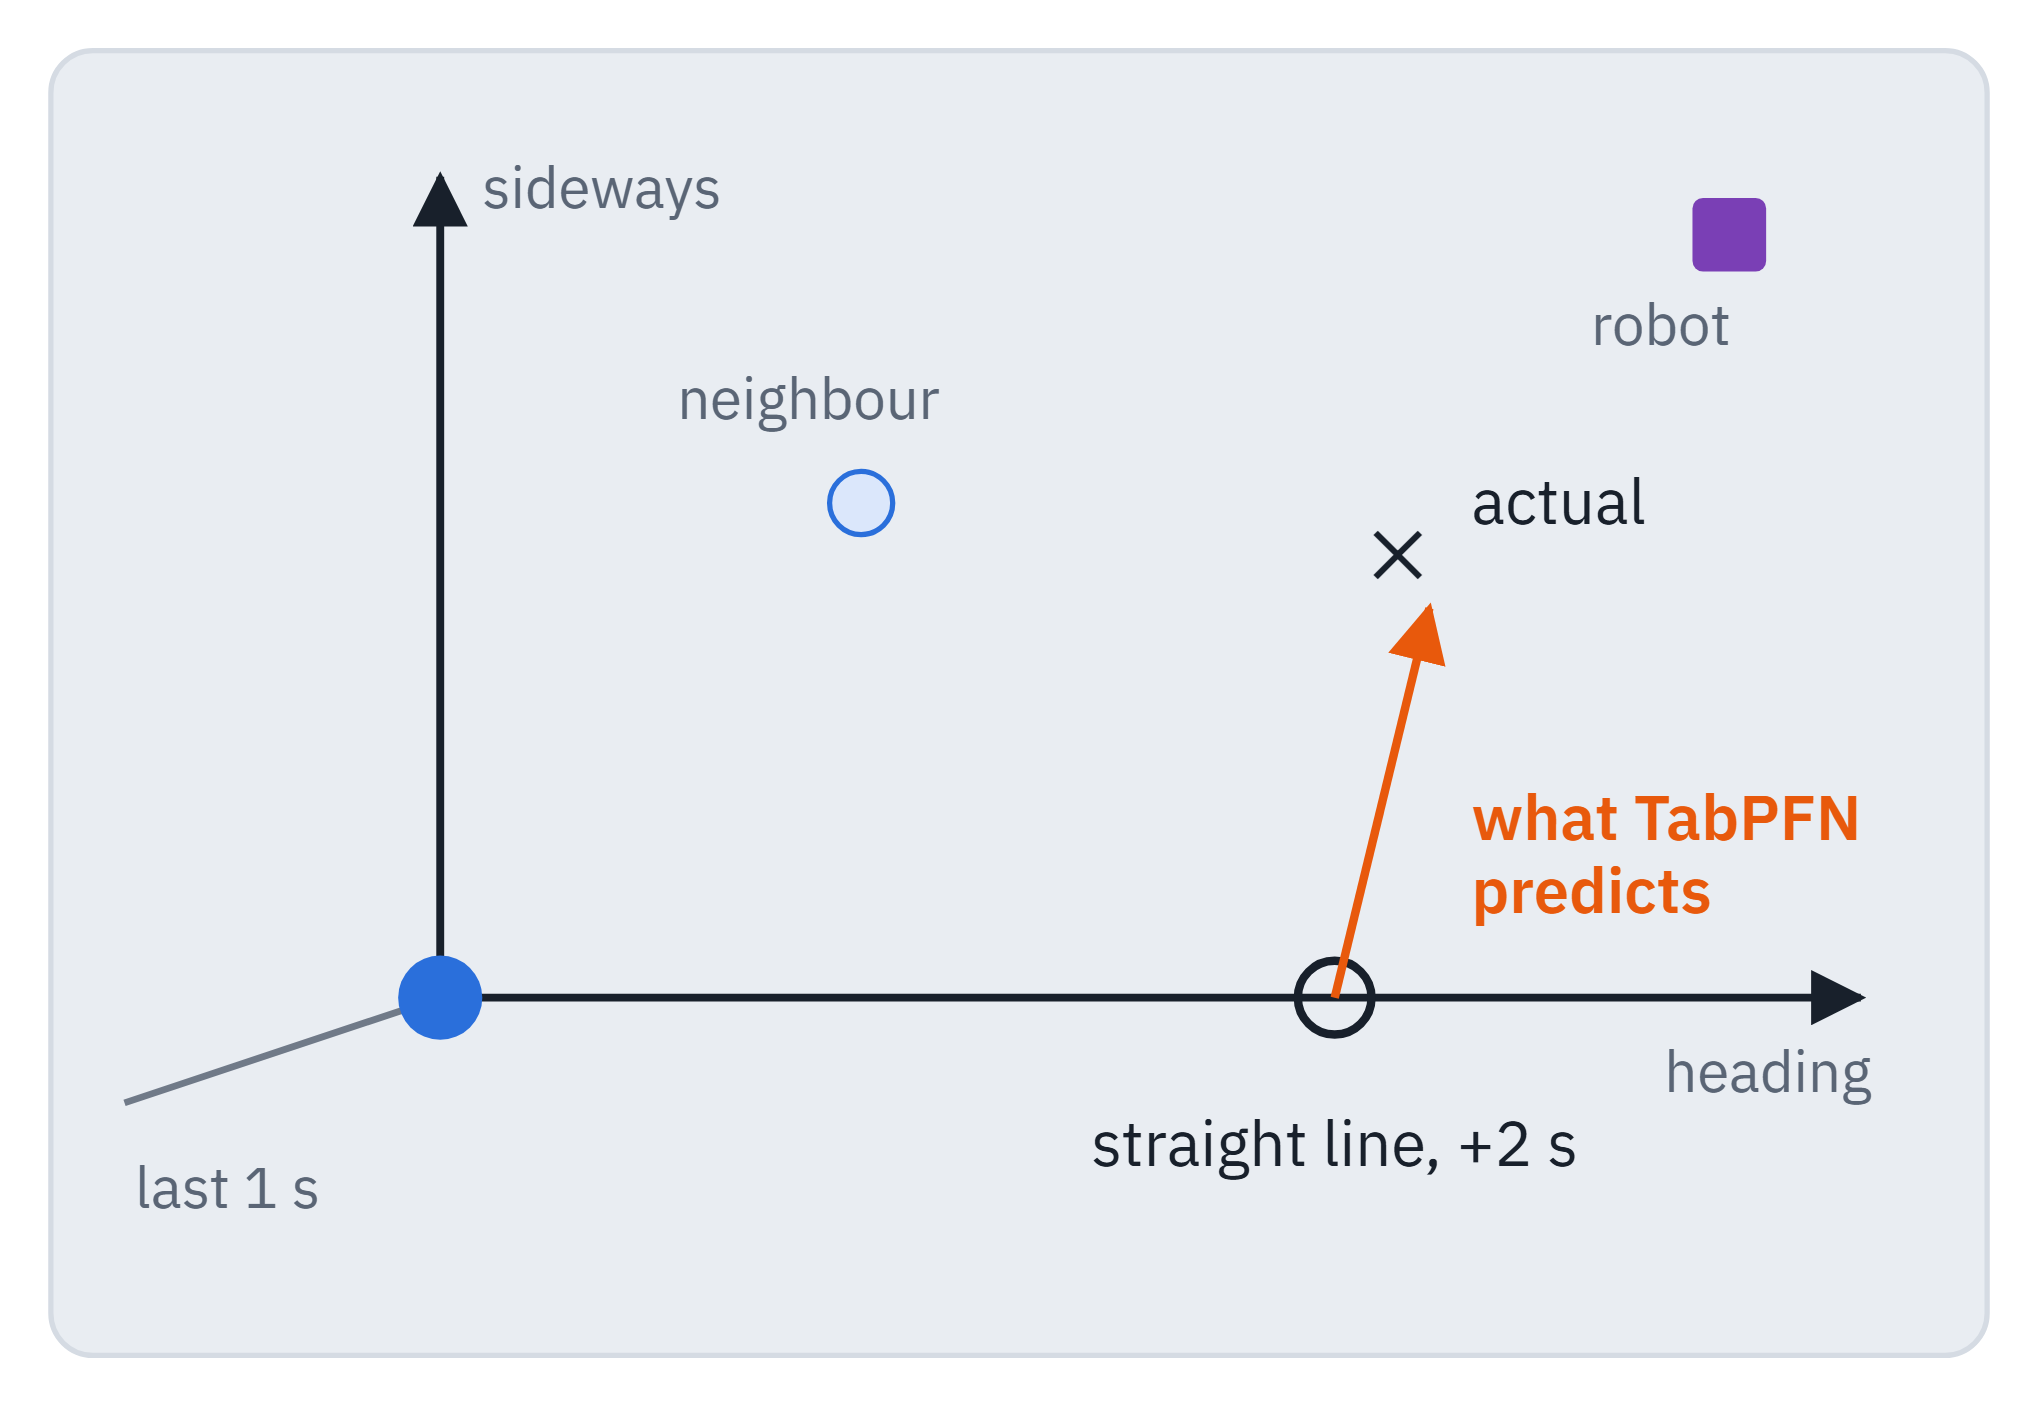 sideways
robot
neighbour
actual
what TabPFN
predicts
heading
straight line, +2 s
last 1 s